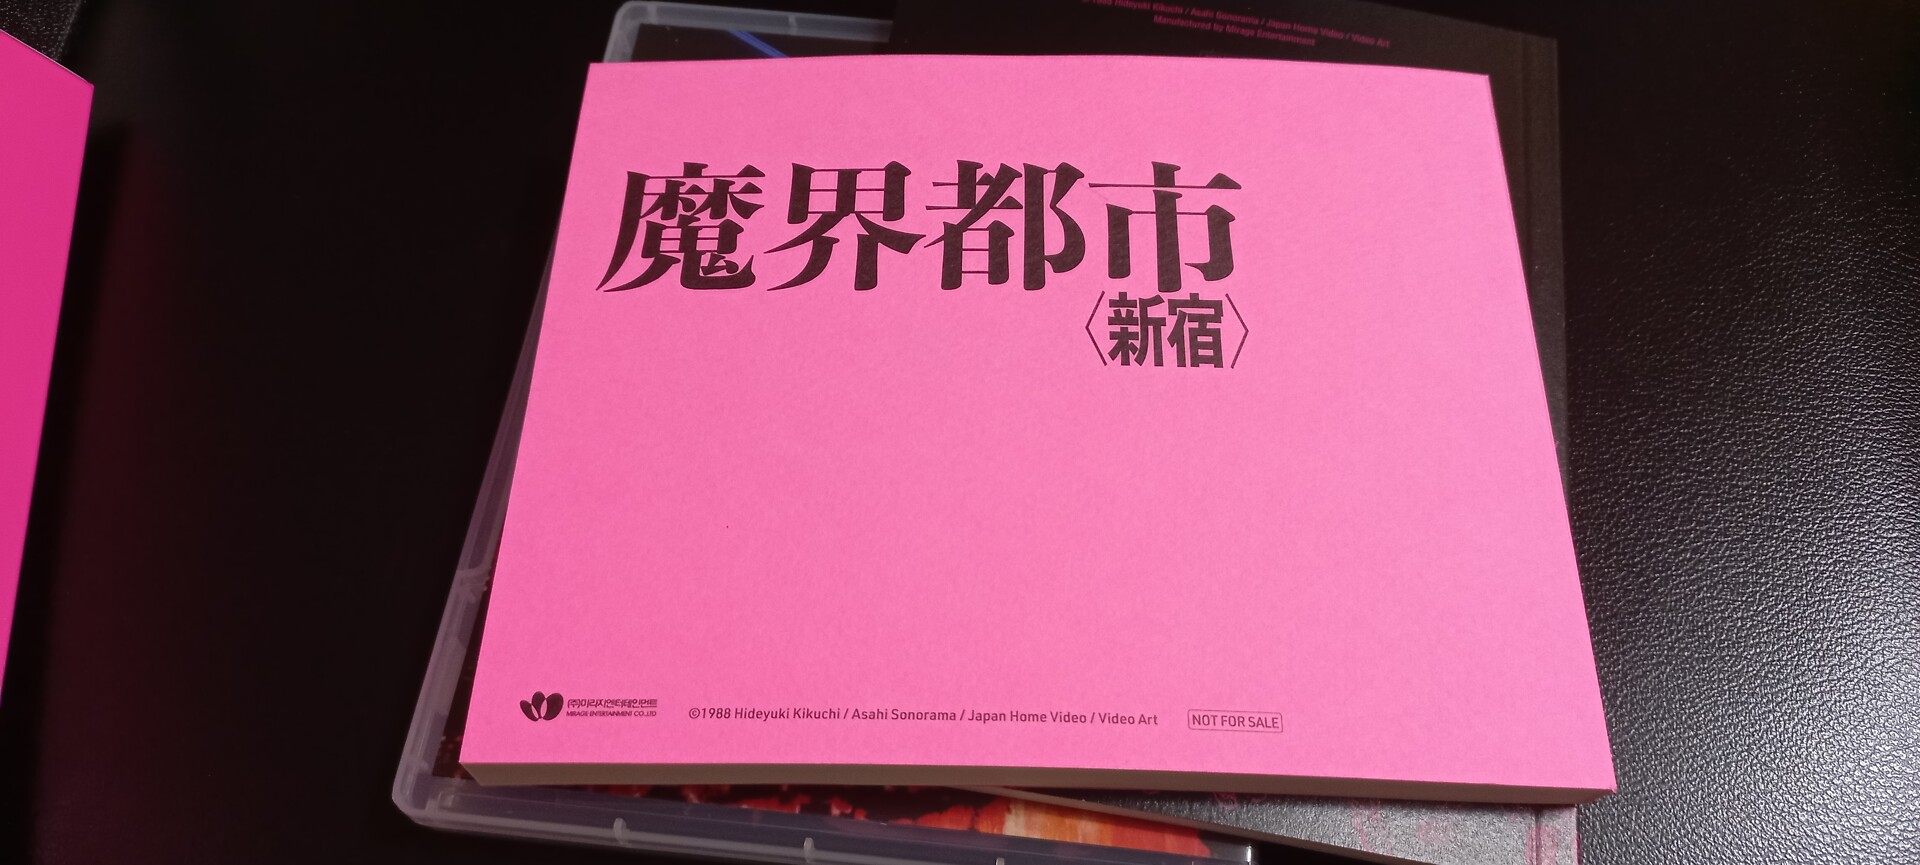 ©1988 Hideyuki Kikuchi / Asahi Sonorama / Japan Home Video / Video Art
Manufactured by Mirage Entertainment
魔界都市
〈新宿〉
(주)미라지엔터테인먼트
MIRAGE ENTERTAINMENT CO.,LTD
©1988 Hideyuki Kikuchi / Asahi Sonorama / Japan Home Video / Video Art
NOT FOR SALE